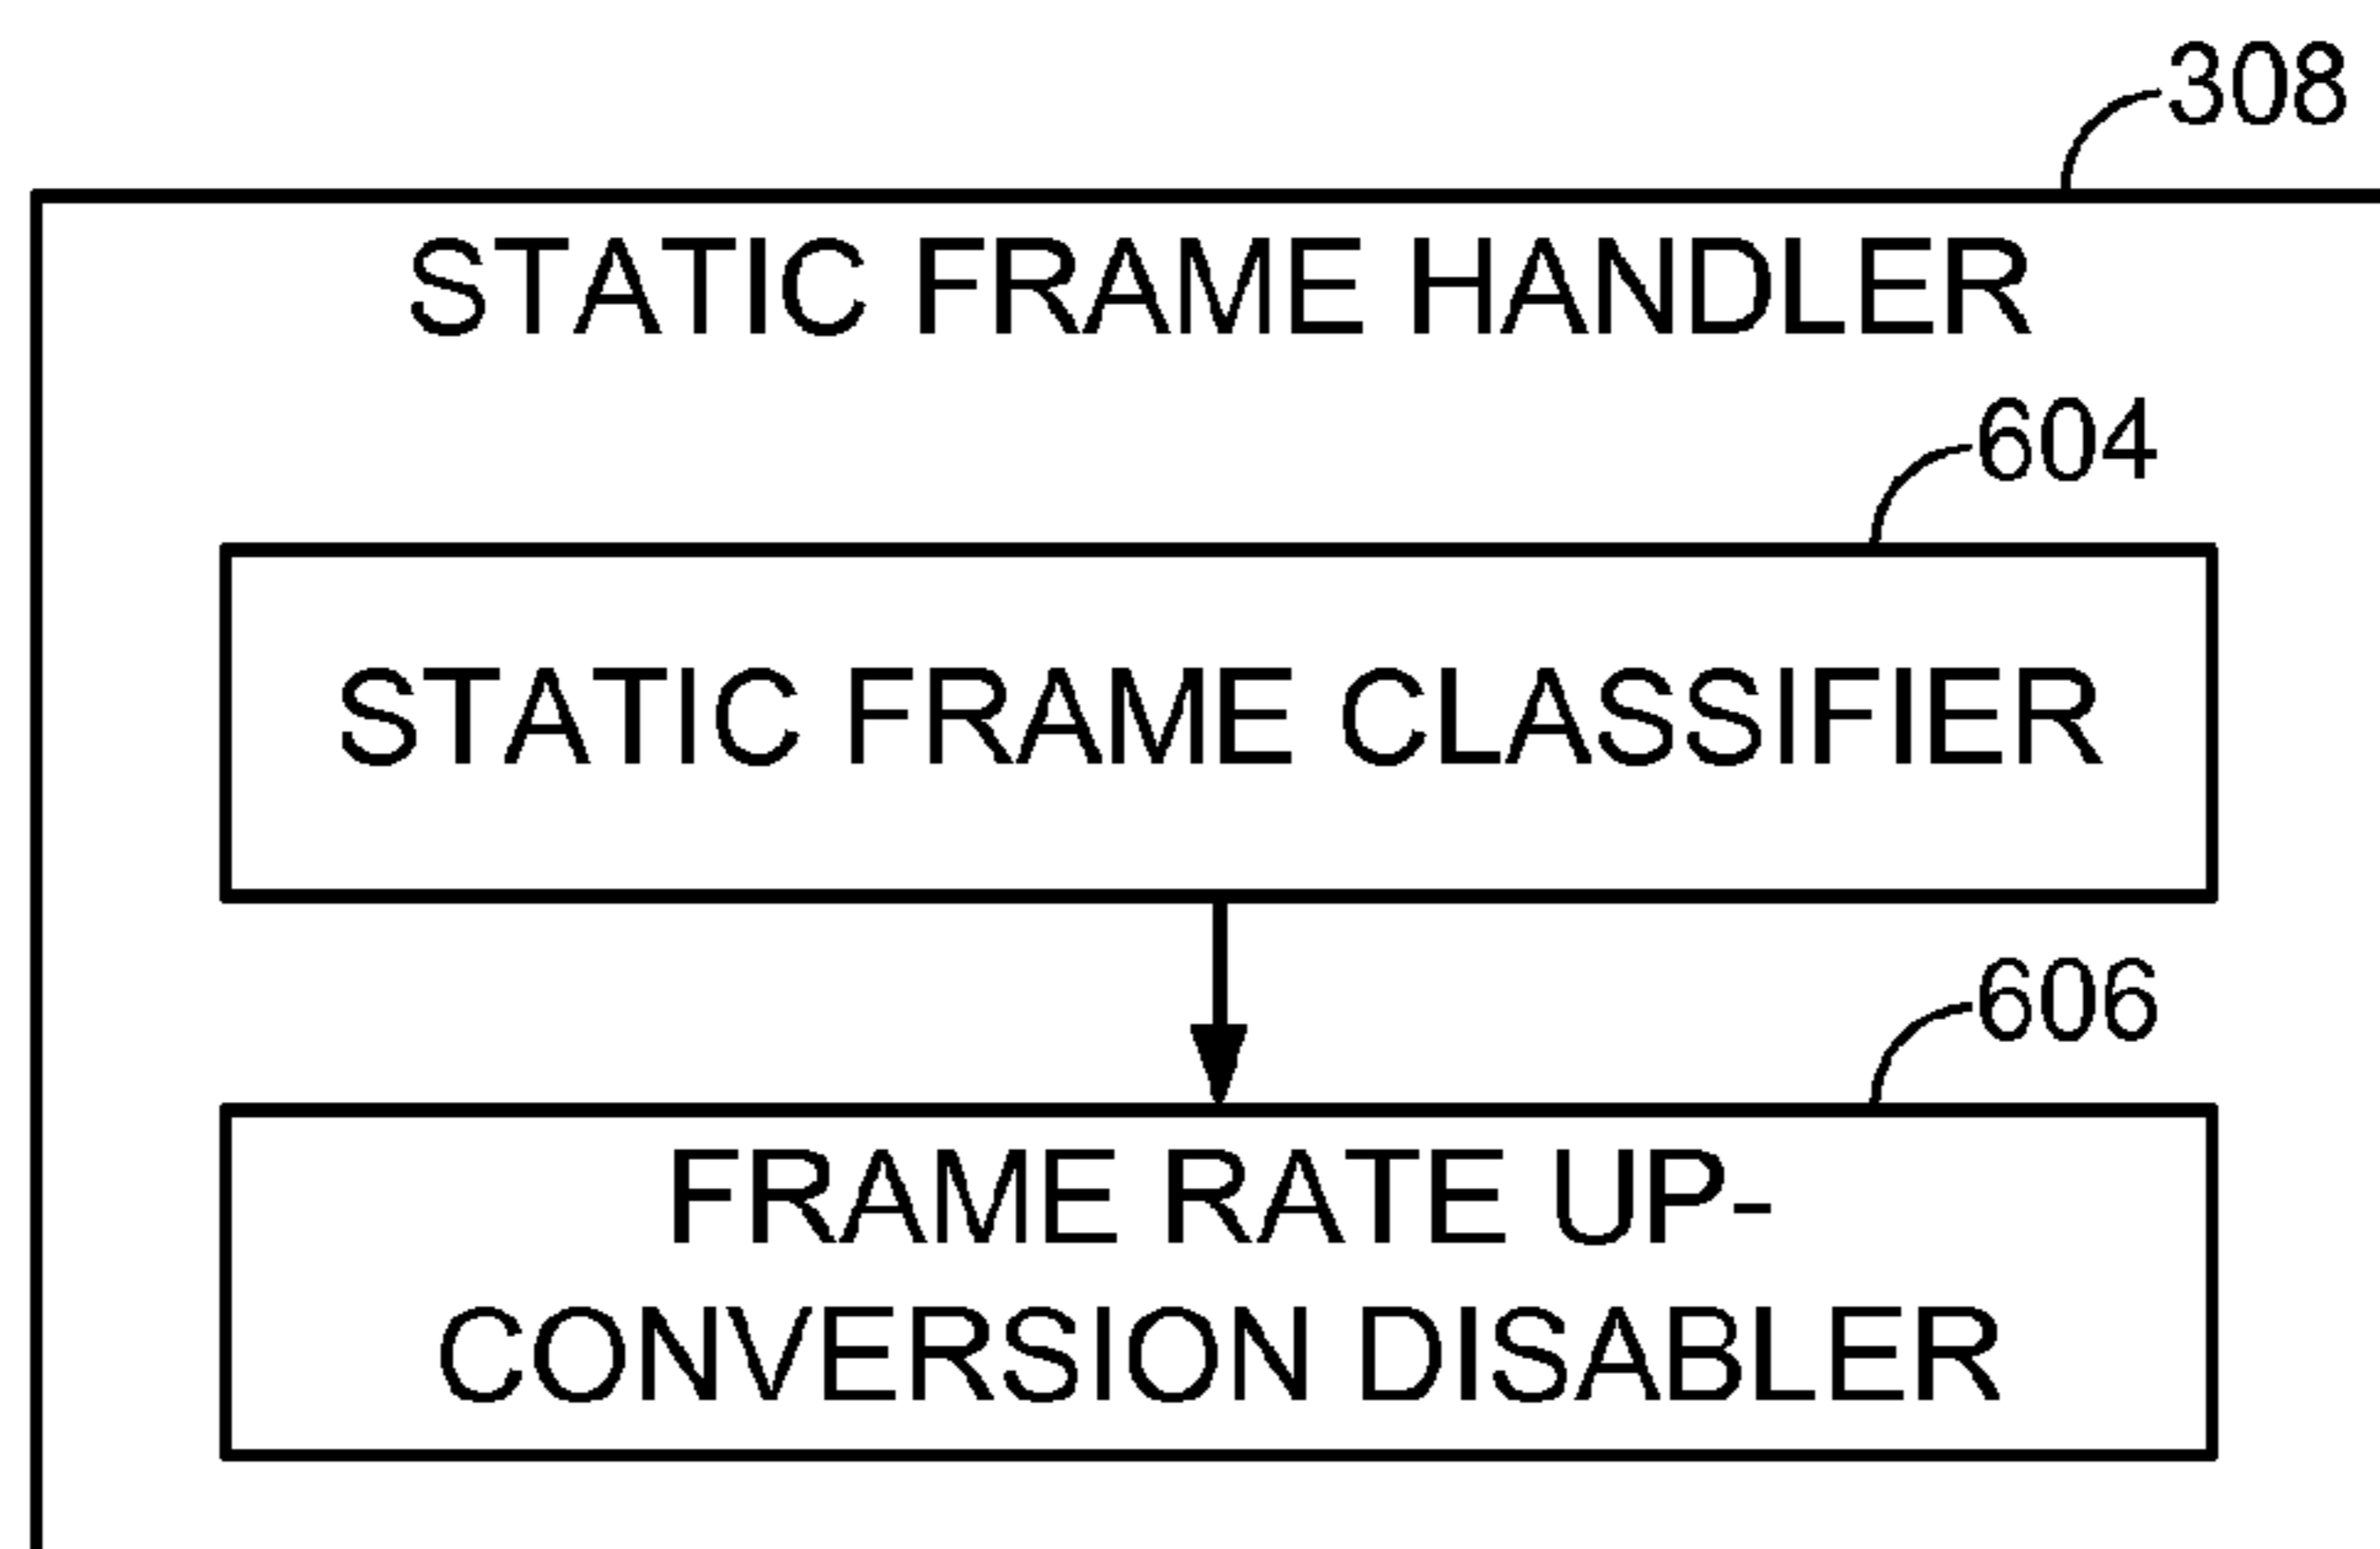 308
STATIC FRAME HANDLER
604
STATIC FRAME CLASSIFIER
606
FRAME RATE UP-
CONVERSION DISABLER